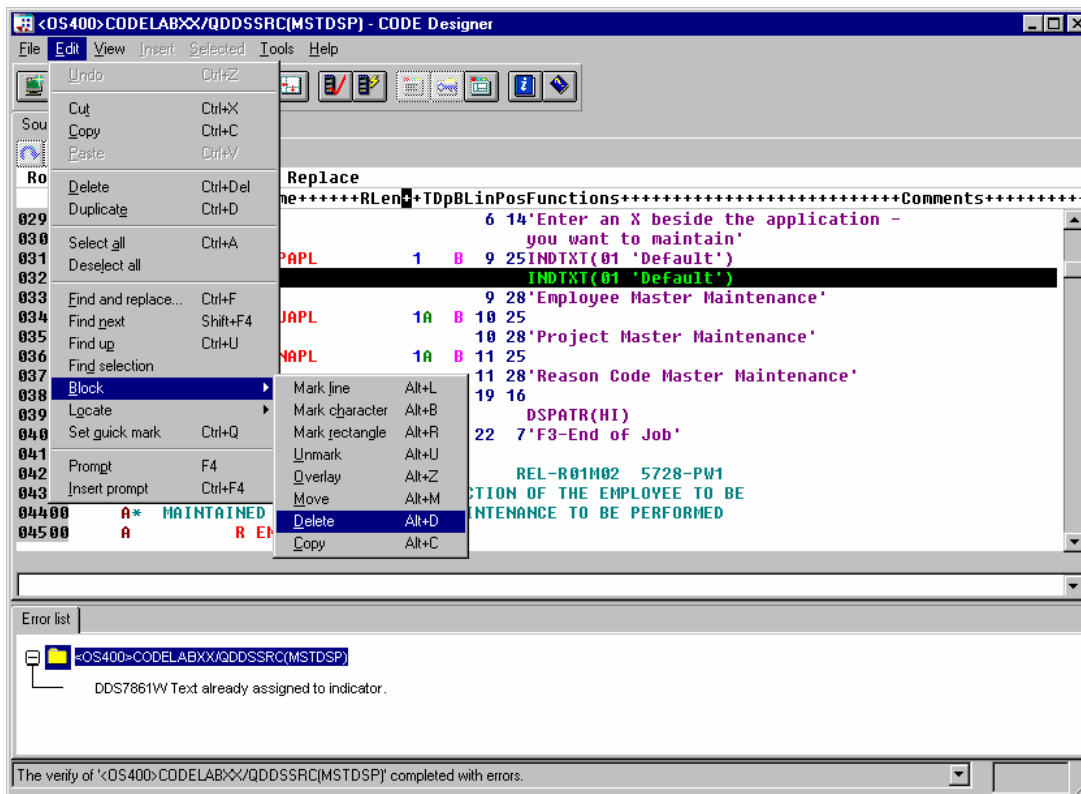 <OS400>CODELABXX/QDDSSRC(MSTDSP) - CODE Designer
File Edit View Insert Selected Tools Help
Undo Ctrl+Z
Cut Ctrl+X
Copy Ctrl+C
Paste Ctrl+V
Delete Ctrl+Del
Duplicate Ctrl+D
Select all Ctrl+A
Deselect all
Find and replace... Ctrl+F
Find next Shift+F4
Find up Ctrl+U
Find selection
Block
Locate
Set quick mark Ctrl+Q
Prompt F4
Insert prompt Ctrl+F4
Mark line Alt+L
Mark character Alt+B
Mark rectangle Alt+R
Unmark Alt+U
Overlay Alt+Z
Move Alt+M
Delete Alt+D
Copy Alt+C
Sou
Ro Replace
me++++++RLen++TDpBLinPosFunctions++++++++++++++++++++++++++++Comments+++++++++
029 6 14'Enter an X beside the application -
030 you want to maintain'
031 PAPL 1 B 9 25INDTXT(01 'Default')
032 INDTXT(01 'Default')
033 9 28'Employee Master Maintenance'
034 JAPL 1A B 10 25
035 10 28'Project Master Maintenance'
036 NAPL 1A B 11 25
037 11 28'Reason Code Master Maintenance'
038 19 16
039 DSPATR(HI)
040 22 7'F3-End of Job'
041
042 REL-R01M02 5728-PW1
043 CTION OF THE EMPLOYEE TO BE
04400 A* MAINTAINED INTENANCE TO BE PERFORMED
04500 A R EM
Error list
<OS400>CODELABXX/QDDSSRC(MSTDSP)
DDS7861W Text already assigned to indicator.
The verify of '<OS400>CODELABXX/QDDSSRC(MSTDSP)' completed with errors.